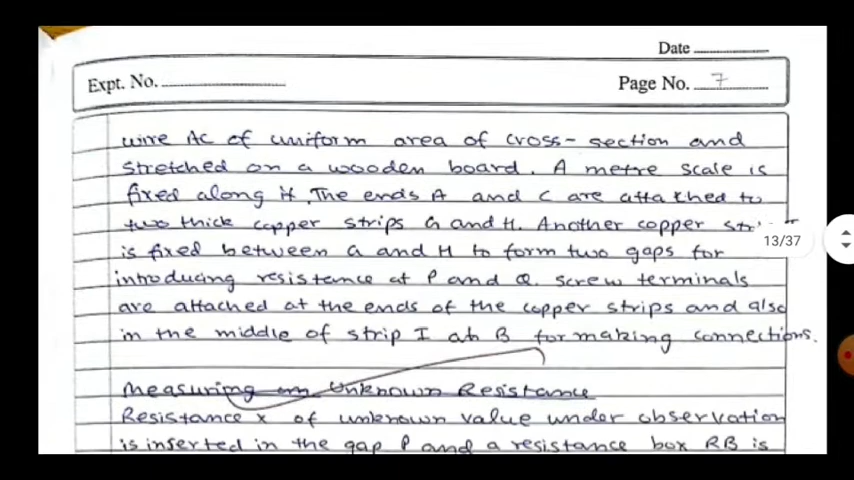 Date
Expt. No.
Page No. 7
wire AC of uniform area of cross-section and
stretched on a wooden board. A metre scale is
fixed along it. The ends A and C are attatked to
two thick copper strips G and H. Another copper
13/37
is fixed between G and H to form two gaps for
introducing resistance at P and Q. Screw terminals
are attached at the ends of the copper strips and also
in the middle of strip I at B for making connections.
Measuring an Unknown Resistance
Resistance x of unknown value under observation
is inserted in the gap P and a resistance box RB is